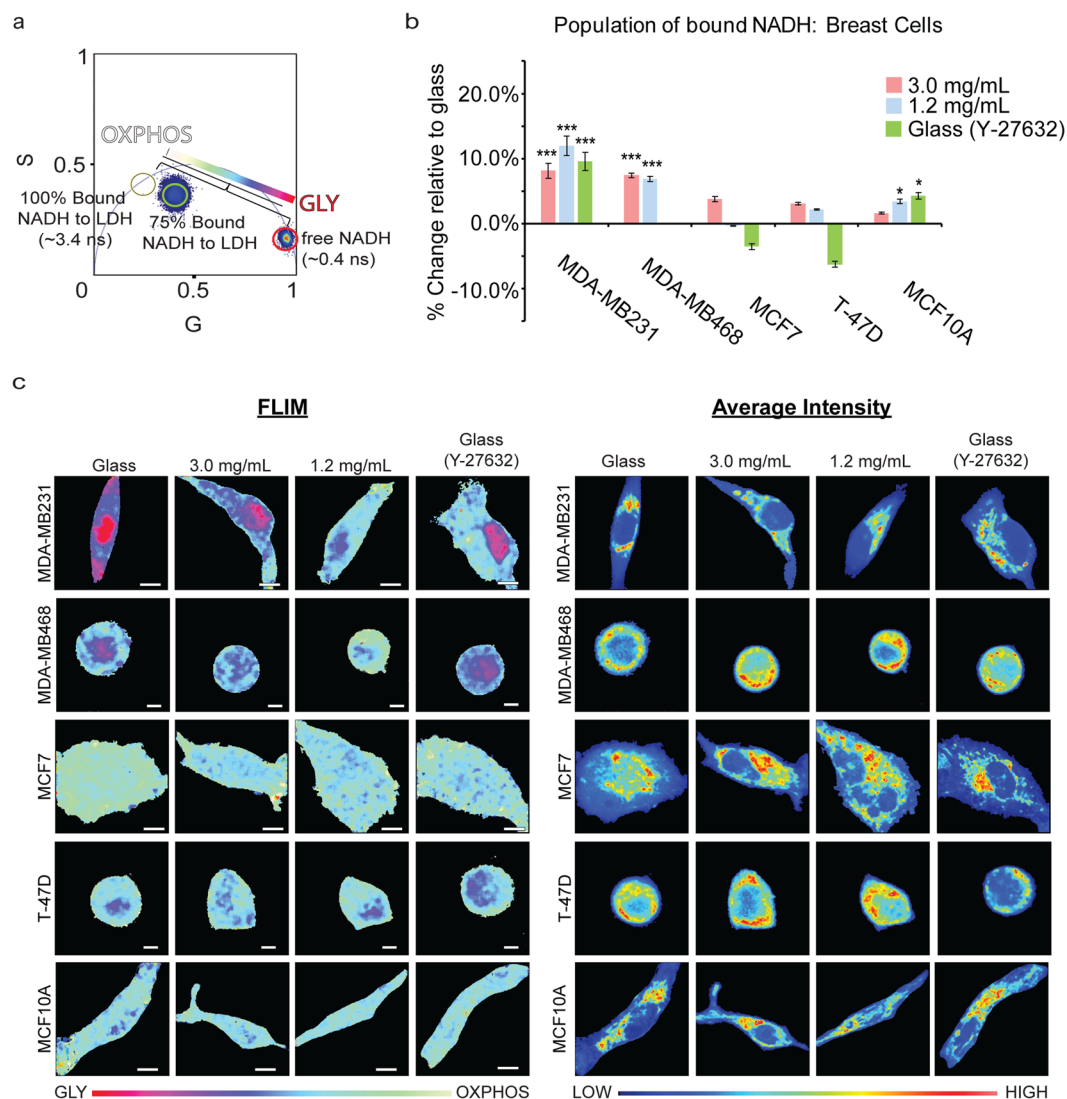 a
1
S
0.5
0
0.5
1
G
OXPHOS
GLY
100% Bound
NADH to LDH
(~3.4 ns)
75% Bound
NADH to LDH
free NADH
(~0.4 ns)
b
Population of bound NADH: Breast Cells
% Change relative to glass
20.0%
10.0%
0.0%
-10.0%
3.0 mg/mL
1.2 mg/mL
Glass (Y-27632)
*** *** ***
*** ***
* *
MDA-MB231
MDA-MB468
MCF7
T-47D
MCF10A
c
FLIM
Glass
3.0 mg/mL
1.2 mg/mL
Glass
(Y-27632)
MDA-MB231
MDA-MB468
MCF7
T-47D
MCF10A
GLY
OXPHOS
Average Intensity
Glass
3.0 mg/mL
1.2 mg/mL
Glass
(Y-27632)
MDA-MB231
MDA-MB468
MCF7
T-47D
MCF10A
LOW
HIGH